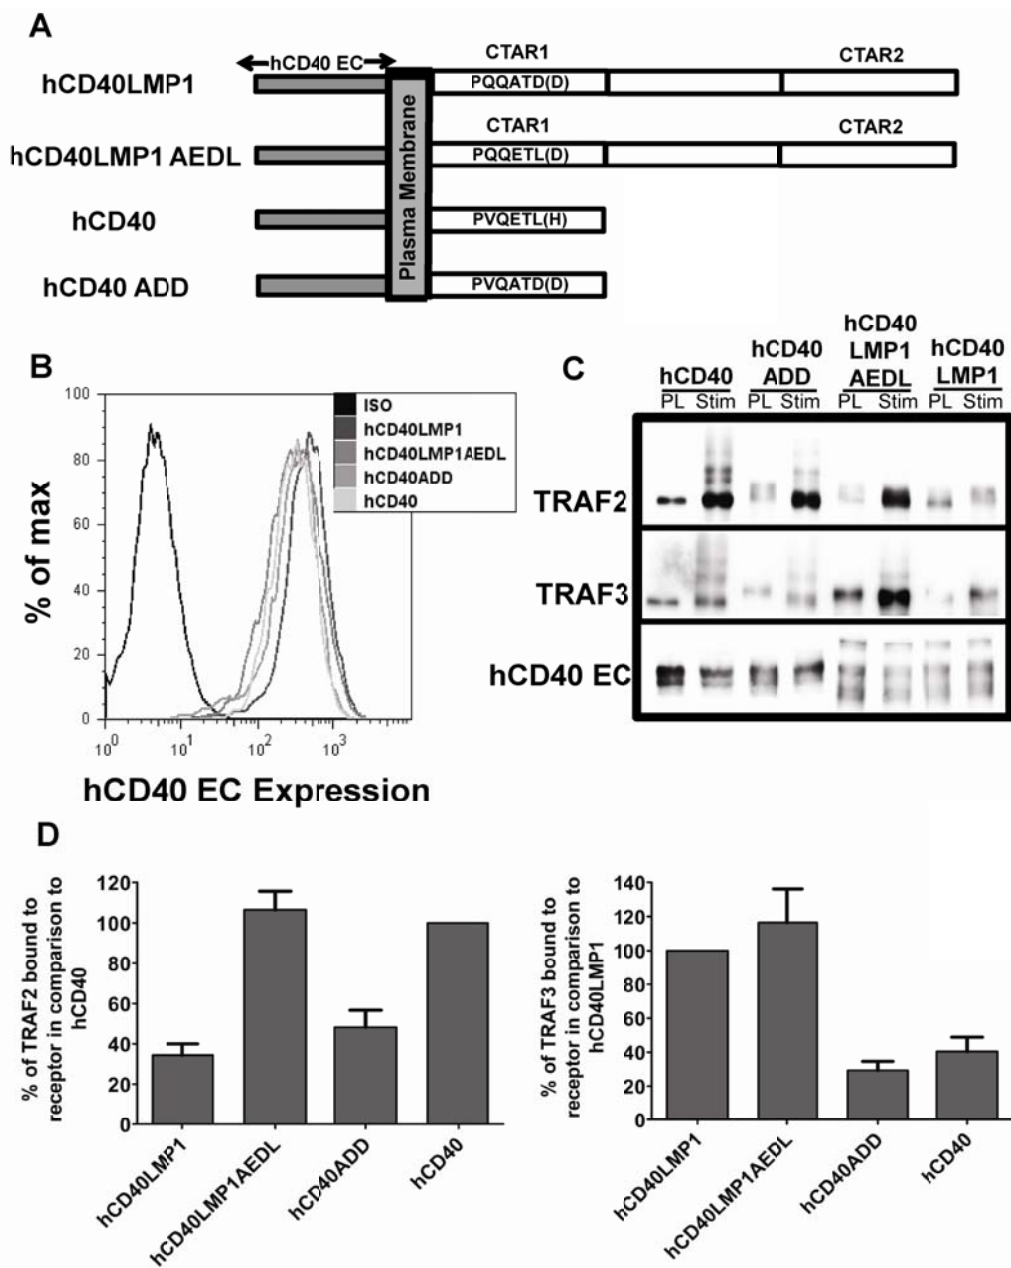 A
hCD40 EC
CTAR1
CTAR2
hCD40LMP1
PQQATD(D)
CTAR1
CTAR2
hCD40LMP1 AEDL
PQQETL(D)
hCD40
PVQETL(H)
hCD40 ADD
PVQATD(D)
Plasma Membrane
B
100
80
60
40
20
0
% of max
10^0
10^1
10^2
10^3
hCD40 EC Expression
ISO
hCD40LMP1
hCD40LMP1AEDL
hCD40ADD
hCD40
C
hCD40
hCD40
ADD
hCD40
LMP1
AEDL
hCD40
LMP1
PL Stim PL Stim PL Stim PL Stim
TRAF2
TRAF3
hCD40 EC
D
% of TRAF2 bound to
receptor in comparison to
hCD40
120
100
80
60
40
20
0
hCD40LMP1
hCD40LMP1AEDL
hCD40ADD
hCD40
% of TRAF3 bound to
receptor in comparison to
hCD40LMP1
140
120
100
80
60
40
20
0
hCD40LMP1
hCD40LMP1AEDL
hCD40ADD
hCD40